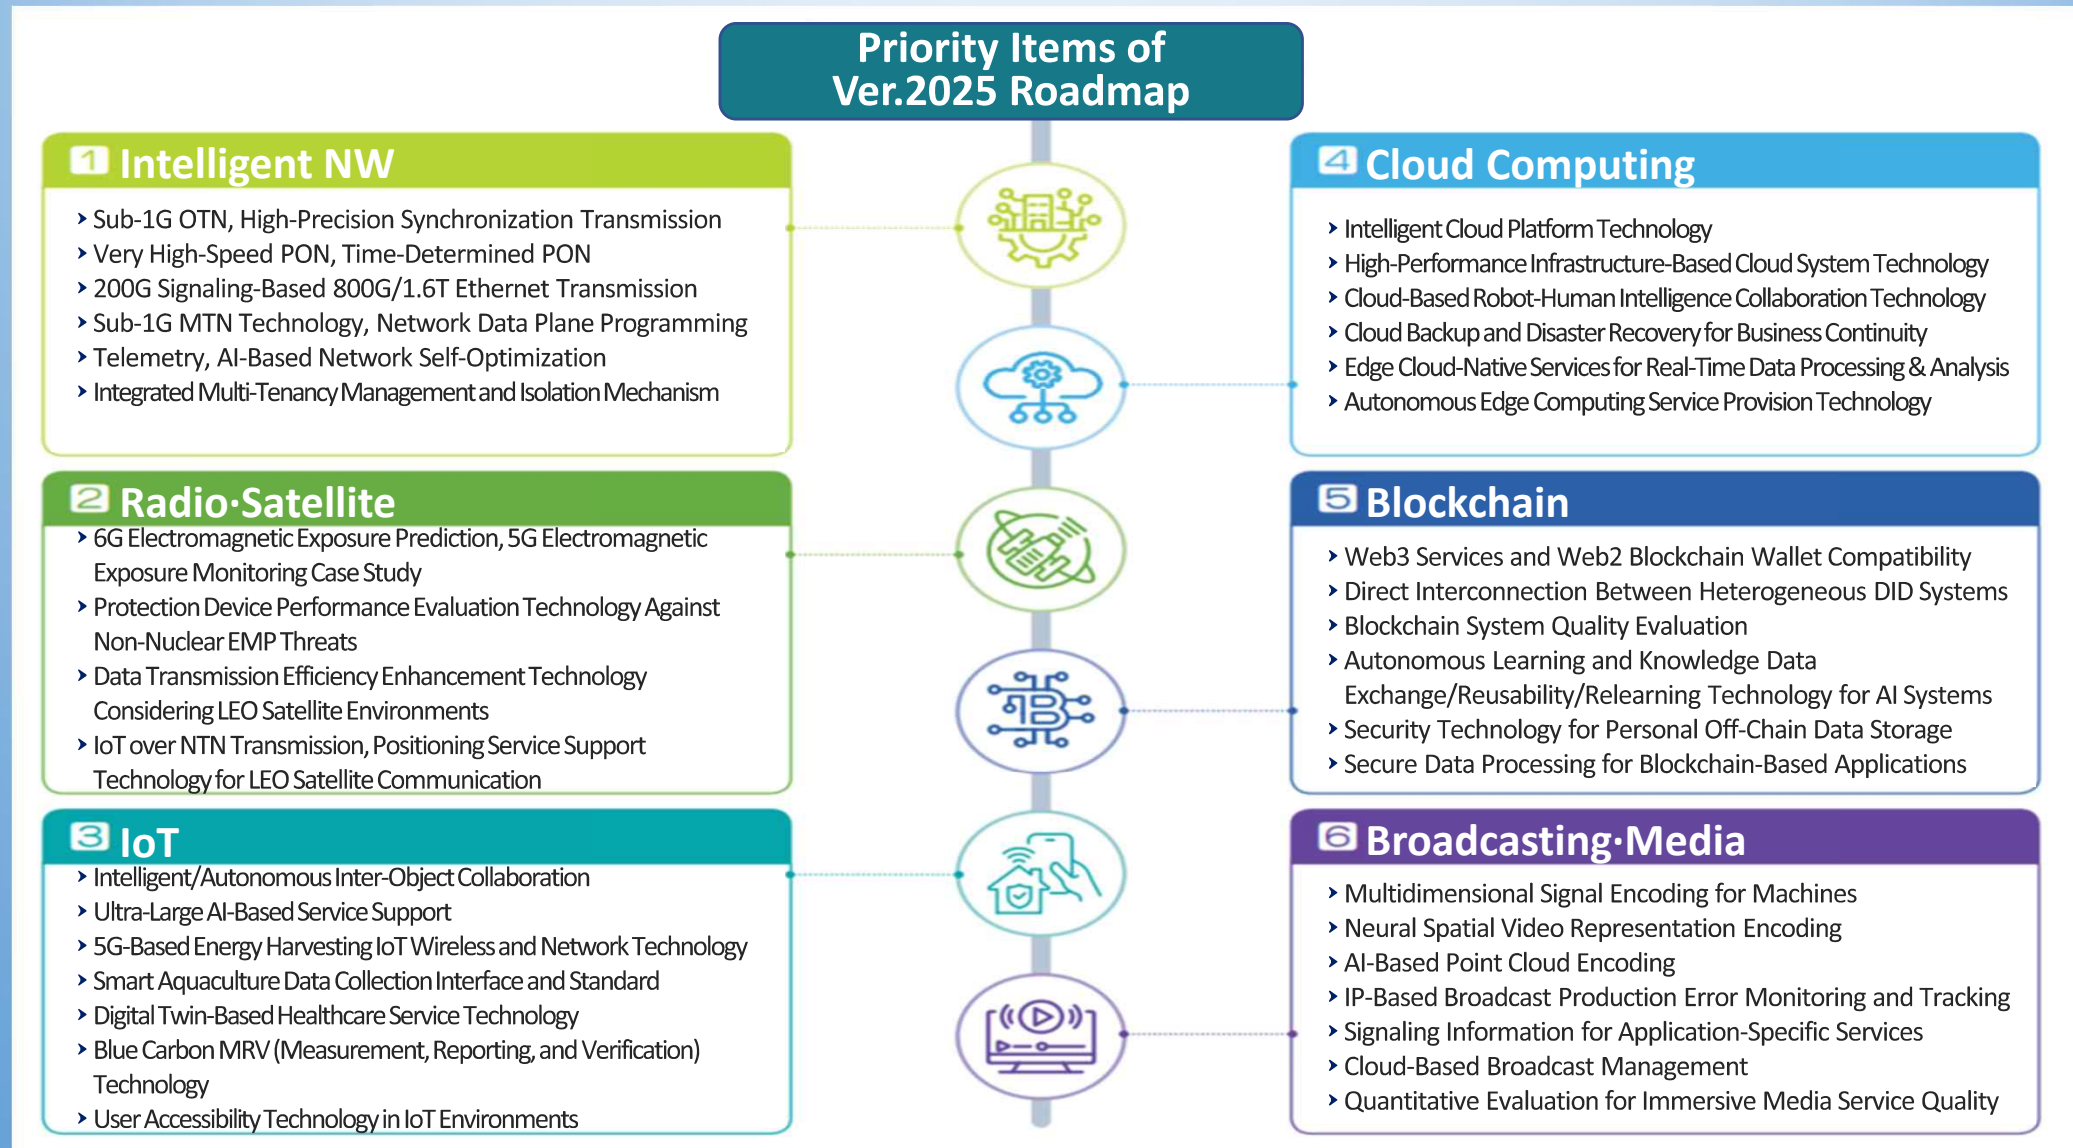 Priority Items of
Ver.2025 Roadmap
1 Intelligent NW
Sub-1G OTN, High-Precision Synchronization Transmission
Very High-Speed PON, Time-Determined PON
200G Signaling-Based 800G/1.6T Ethernet Transmission
Sub-1G MTN Technology, Network Data Plane Programming
Telemetry, AI-Based Network Self-Optimization
Integrated Multi-Tenancy Management and Isolation Mechanism
2 Radio·Satellite
6G Electromagnetic Exposure Prediction, 5G Electromagnetic
Exposure Monitoring Case Study
Protection Device Performance Evaluation Technology Against
Non-Nuclear EMP Threats
Data Transmission Efficiency Enhancement Technology
Considering LEO Satellite Environments
IoT over NTN Transmission, Positioning Service Support
Technology for LEO Satellite Communication
3 IoT
Intelligent/Autonomous Inter-Object Collaboration
Ultra-Large AI-Based Service Support
5G-Based Energy Harvesting IoT Wireless and Network Technology
Smart Aquaculture Data Collection Interface and Standard
Digital Twin-Based Healthcare Service Technology
Blue Carbon MRV (Measurement, Reporting, and Verification)
Technology
User Accessibility Technology in IoT Environments
4 Cloud Computing
Intelligent Cloud Platform Technology
High-Performance Infrastructure-Based Cloud System Technology
Cloud-Based Robot-Human Intelligence Collaboration Technology
Cloud Backup and Disaster Recovery for Business Continuity
Edge Cloud-Native Services for Real-Time Data Processing & Analysis
Autonomous Edge Computing Service Provision Technology
5 Blockchain
Web3 Services and Web2 Blockchain Wallet Compatibility
Direct Interconnection Between Heterogeneous DID Systems
Blockchain System Quality Evaluation
Autonomous Learning and Knowledge Data
Exchange/Reusability/Relearning Technology for AI Systems
Security Technology for Personal Off-Chain Data Storage
Secure Data Processing for Blockchain-Based Applications
6 Broadcasting·Media
Multidimensional Signal Encoding for Machines
Neural Spatial Video Representation Encoding
AI-Based Point Cloud Encoding
IP-Based Broadcast Production Error Monitoring and Tracking
Signaling Information for Application-Specific Services
Cloud-Based Broadcast Management
Quantitative Evaluation for Immersive Media Service Quality